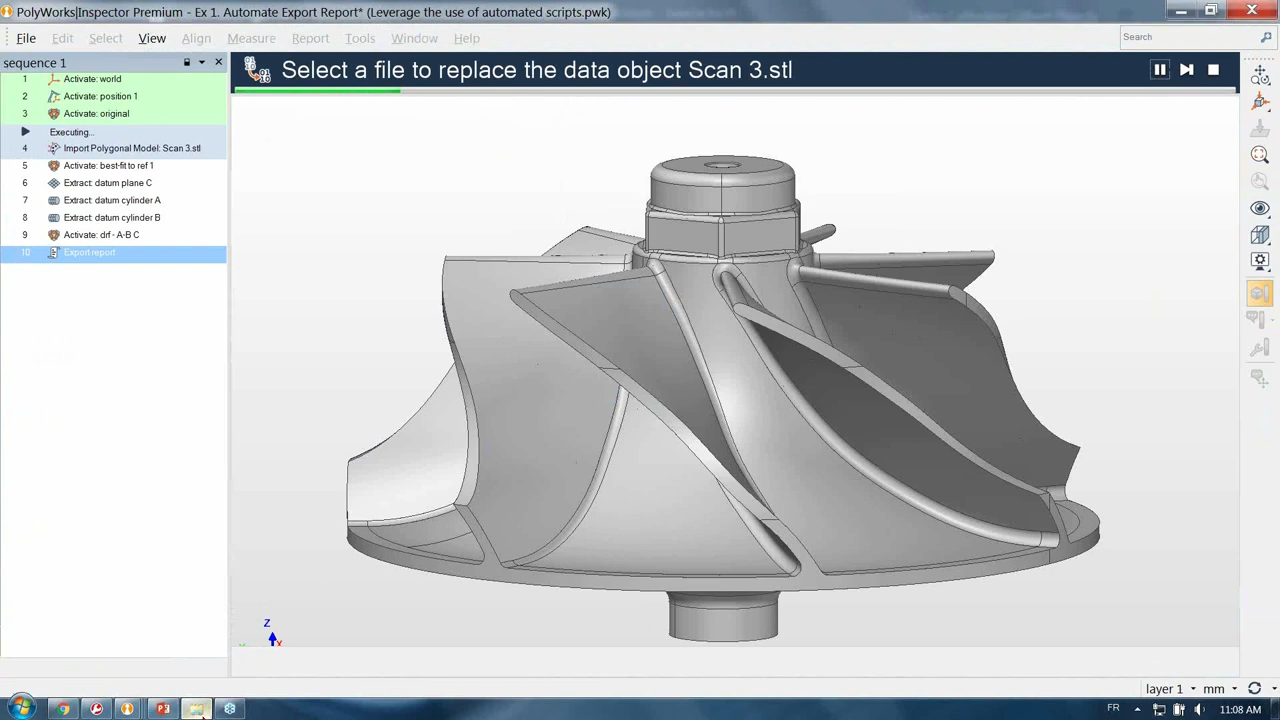 PolyWorks|Inspector Premium - Ex 1. Automate Export Report* (Leverage the use of automated scripts.pwk)
File Edit Select View Align Measure Report Tools Window Help
Search
sequence 1
Select a file to replace the data object Scan 3.stl
1 Activate: world
2 Activate: position 1
3 Activate: original
Executing...
4 Import Polygonal Model: Scan 3.stl
5 Activate: best-fit to ref 1
6 Extract: datum plane C
7 Extract: datum cylinder A
8 Extract: datum cylinder B
9 Activate: drf - A-B C
10 Export report
Z
X
layer 1 mm
FR 11:08 AM